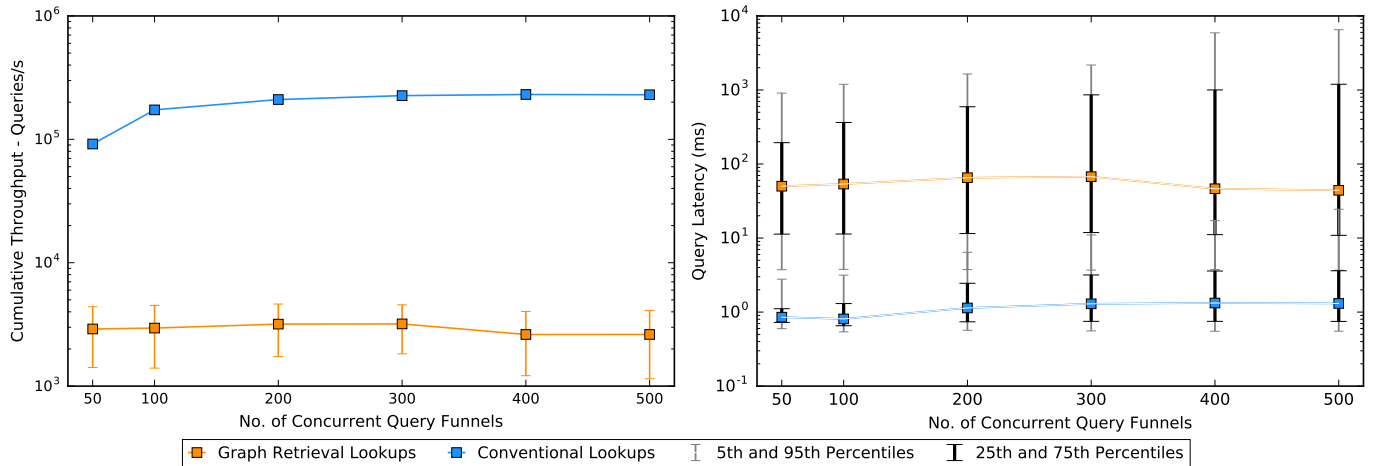 10^6
10^5
10^4
10^3
Cumulative Throughput - Queries/s
50 100 200 300 400 500
No. of Concurrent Query Funnels
10^4
10^3
10^2
10^1
10^0
10^-1
Query Latency (ms)
50 100 200 300 400 500
No. of Concurrent Query Funnels
Graph Retrieval Lookups Conventional Lookups 5th and 95th Percentiles 25th and 75th Percentiles